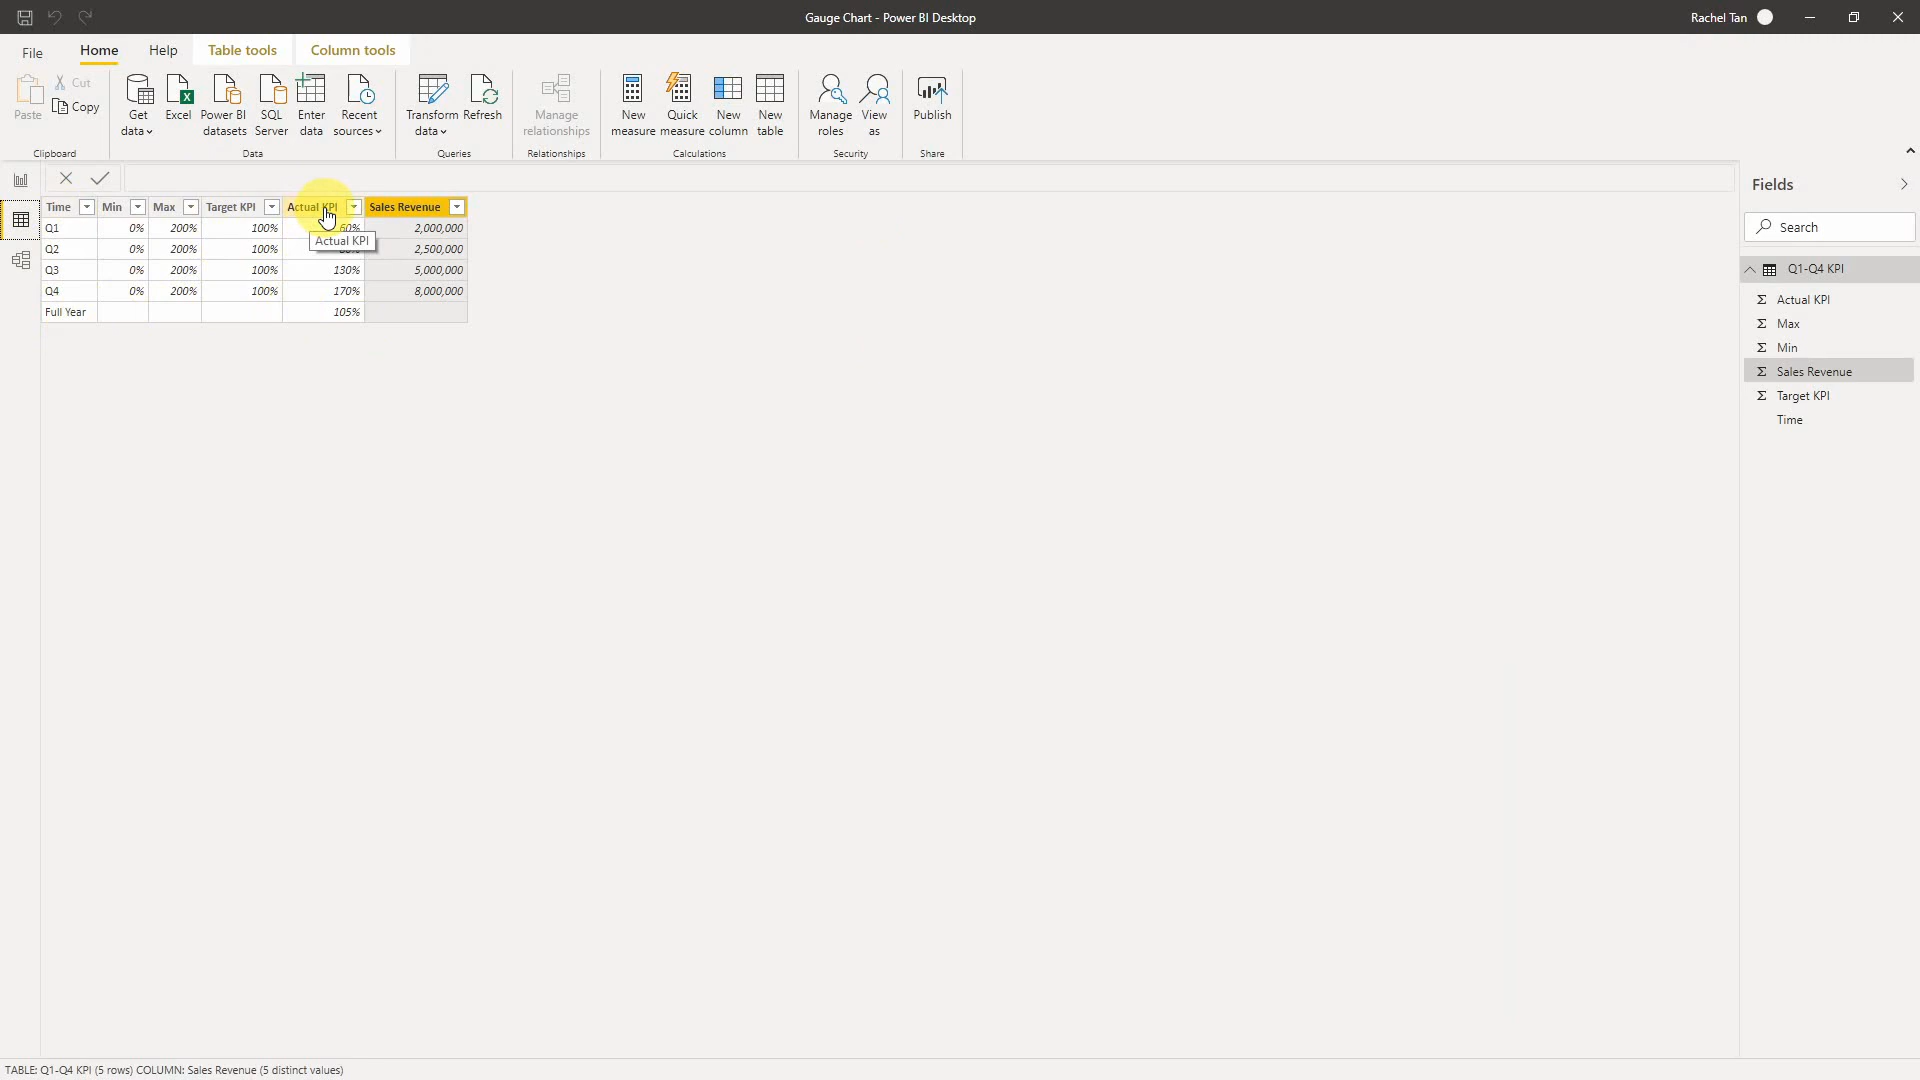 Gauge Chart - Power BI Desktop
Rachel Tan
File
Home
Help
Table tools
Column tools
Paste
Cut
Copy
Get data
Excel
Power BI datasets
SQL Server
Enter data
Recent sources
Transform data
Refresh
Manage relationships
New measure
Quick measure
New column
New table
Manage roles
View as
Publish
Clipboard
Data
Queries
Relationships
Calculations
Security
Share
Time Min Max Target KPI Actual KPI Sales Revenue
Q1 0% 200% 100% 60% 2,000,000
Actual KPI
Q2 0% 200% 100% 2,500,000
Q3 0% 200% 100% 130% 5,000,000
Q4 0% 200% 100% 170% 8,000,000
Full Year 105%
Fields
Search
Q1-Q4 KPI
Σ Actual KPI
Σ Max
Σ Min
Σ Sales Revenue
Σ Target KPI
Time
TABLE: Q1-Q4 KPI (5 rows) COLUMN: Sales Revenue (5 distinct values)